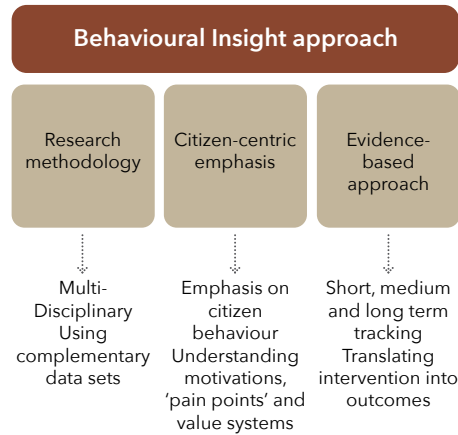 Behavioural Insight approach
Research
methodology
Citizen-centric
emphasis
Evidence-
based
approach
Multi-
Disciplinary
Using
complementary
data sets
Emphasis on
citizen
behaviour
Understanding
motivations,
‘pain points’ and
value systems
Short, medium
and long term
tracking
Translating
intervention into
outcomes